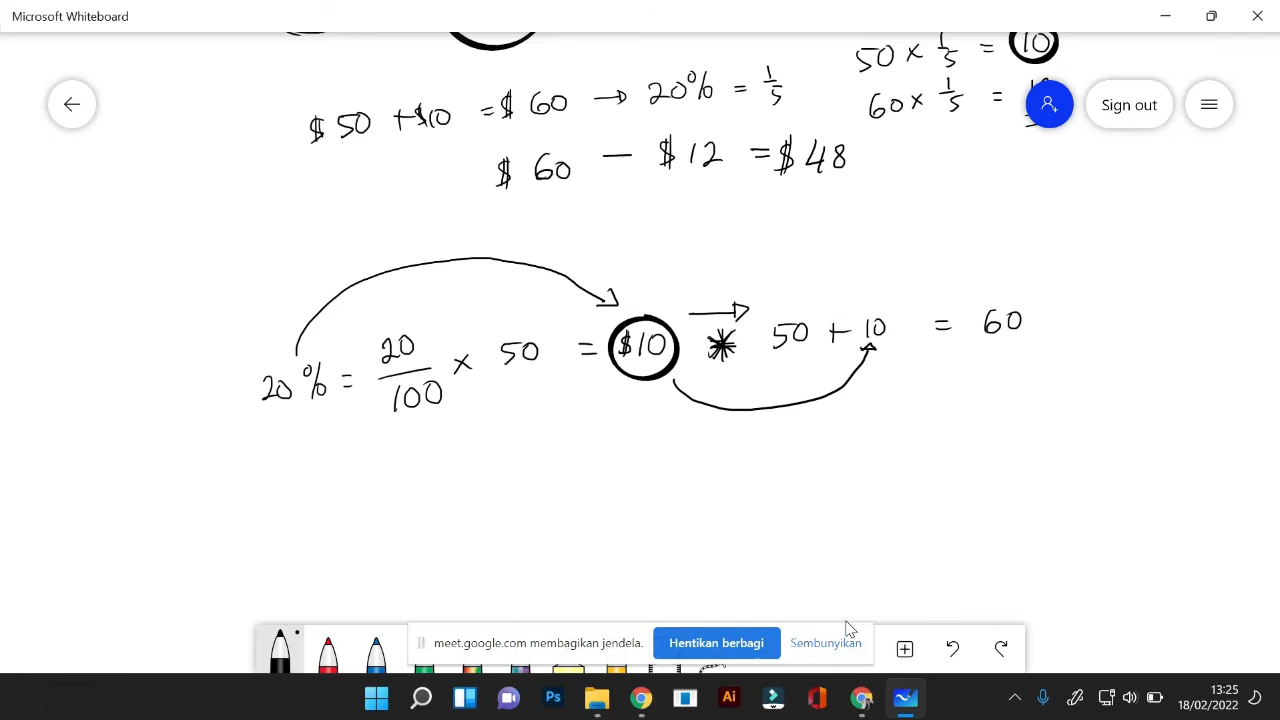 Microsoft Whiteboard
50 × 1/5 = 10
$50 + $10 = $60 → 20% = 1/5
60 × 1/5 =
Sign out
$60 − $12 = $48
20% = 20/100 × 50 = $10 → * 50 + 10 = 60
meet.google.com membagikan jendela.
Hentikan berbagi
Sembunyikan
Ps
Ai
13:25
18/02/2022